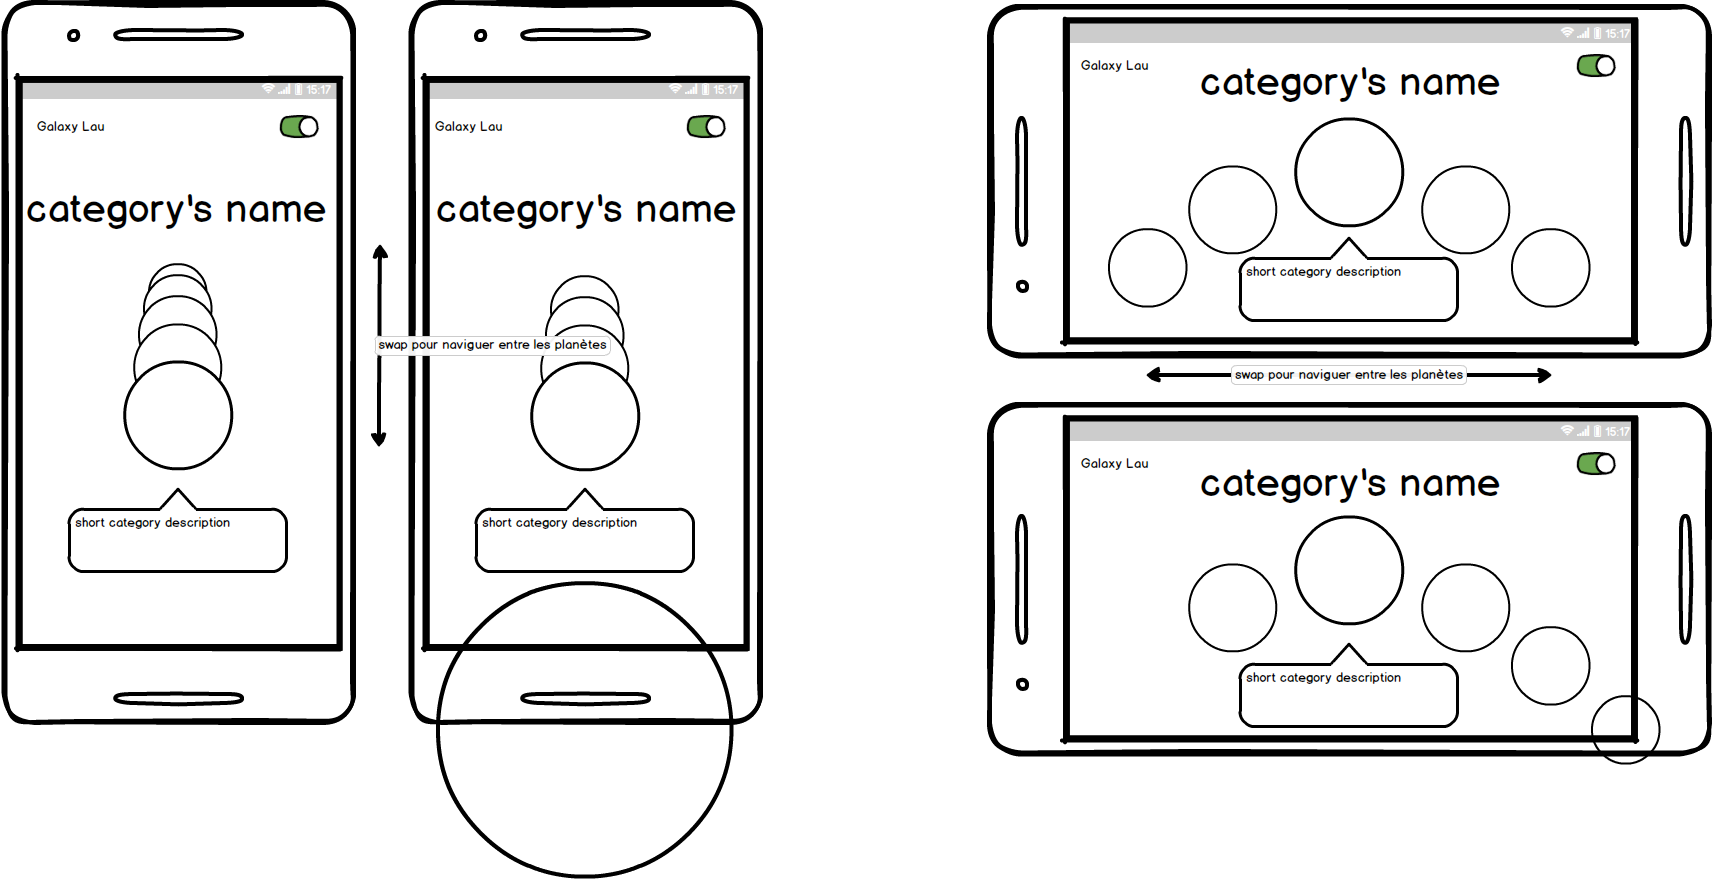 15:17
Galaxy Lau
category's name
short category description
15:17
Galaxy Lau
category's name
swap pour naviguer entre les planètes
short category description
15:17
Galaxy Lau
category's name
short category description
swap pour naviguer entre les planètes
15:17
Galaxy Lau
category's name
short category description